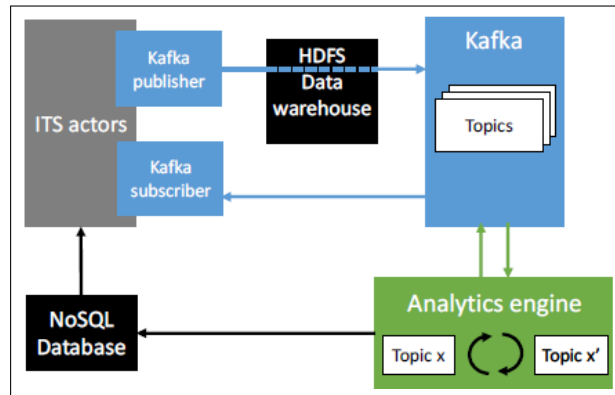 Kafka
publisher
HDFS
Data
warehouse
Kafka
ITS actors
Topics
Kafka
subscriber
NoSQL
Database
Analytics engine
Topic x
Topic x’